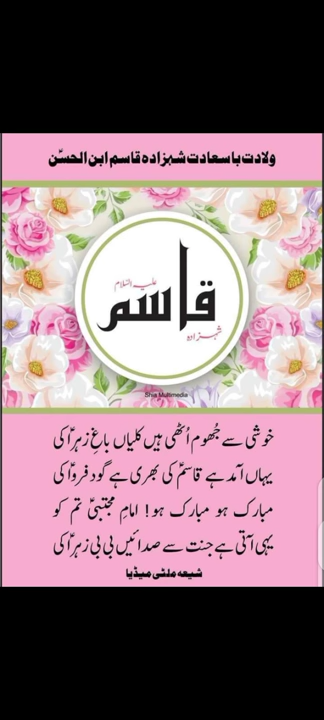 ولادت باسعادت شہزادہ قاسم ابن الحسنؑ
علیہ السلام
قاسم
شہزادہ
Shia Multimedia
خوشی سے جُھوم اُٹھی ہیں کلیاں باغِ زہراؑ کی
یہاں آمد ہے قاسمؑ کی بھری ہے گود فرواؑ کی
مبارک ہو مبارک ہو! امامِ مجتبیٰؑ تم کو
یہی آتی ہے جنت سے صدائیں بی بی زہراؑ کی
شیعہ ملٹی میڈیا